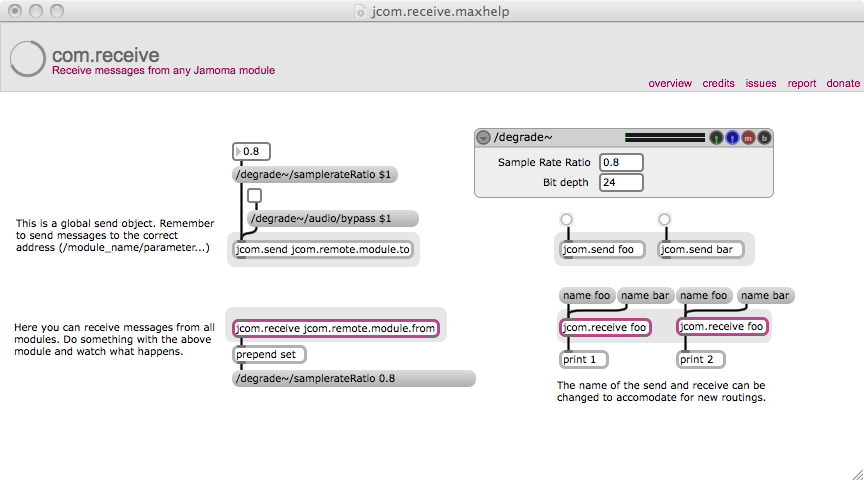 jcom.receive.maxhelp
com.receive
Receive messages from any Jamoma module
overview credits issues report donate
0.8
/degrade~/samplerateRatio $1
/degrade~/audio/bypass $1
This is a global send object. Remember
to send messages to the correct
address (/module_name/parameter...)
jcom.send jcom.remote.module.to
/degrade~
m
b
Sample Rate Ratio 0.8
Bit depth 24
jcom.send foo
jcom.send bar
Here you can receive messages from all
modules. Do something with the above
module and watch what happens.
jcom.receive jcom.remote.module.from
prepend set
/degrade~/samplerateRatio 0.8
name foo name bar name foo name bar
jcom.receive foo jcom.receive foo
print 1 print 2
The name of the send and receive can be
changed to accomodate for new routings.